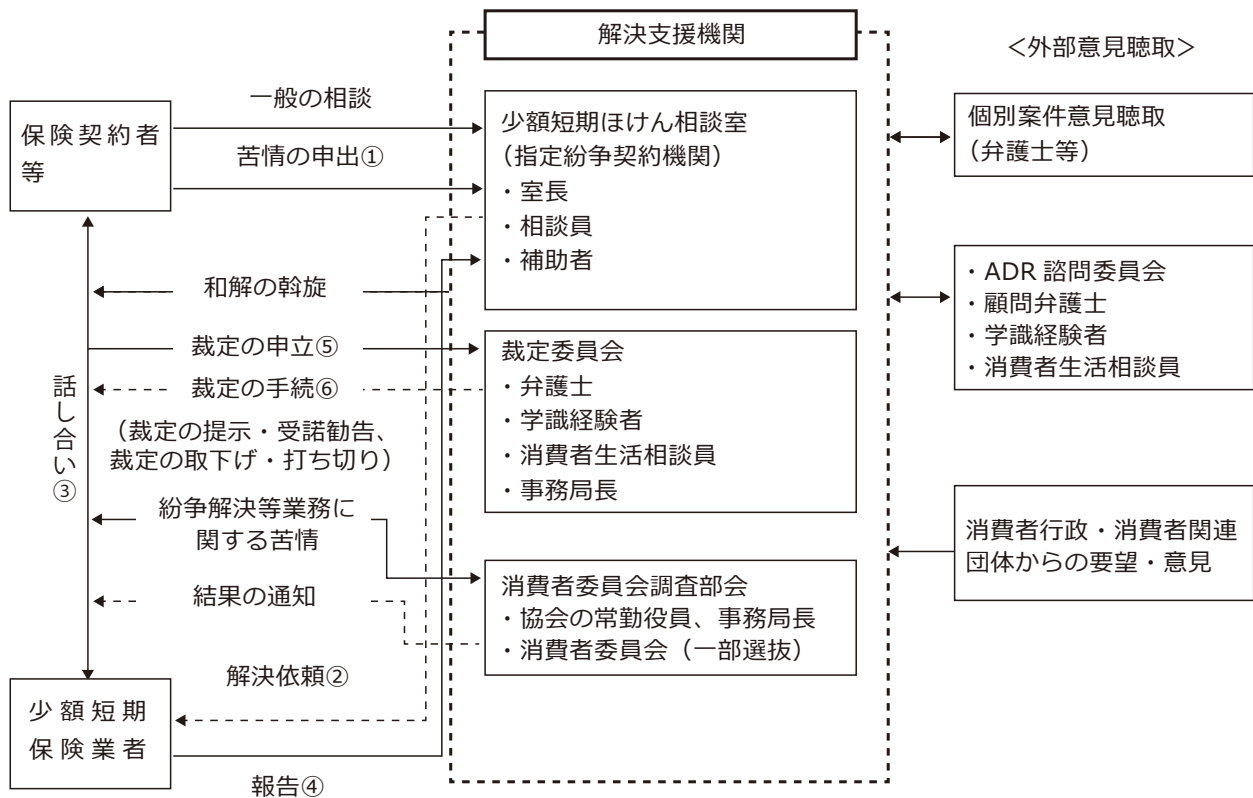 解決支援機関
＜外部意見聴取＞
一般の相談
保険契約者
等
苦情の申出①
少額短期ほけん相談室
（指定紛争契約機関）
・室長
・相談員
・補助者
個別案件意見聴取
（弁護士等）
和解の斡旋
裁定の申立⑤
裁定の手続⑥
（裁定の提示・受諾勧告、
裁定の取下げ・打ち切り）
話し合い③
裁定委員会
・弁護士
・学識経験者
・消費者生活相談員
・事務局長
・ADR 諮問委員会
・顧問弁護士
・学識経験者
・消費者生活相談員
紛争解決等業務に
関する苦情
結果の通知
消費者委員会調査部会
・協会の常勤役員、事務局長
・消費者委員会（一部選抜）
消費者行政・消費者関連
団体からの要望・意見
解決依頼②
少額短期
保険業者
報告④